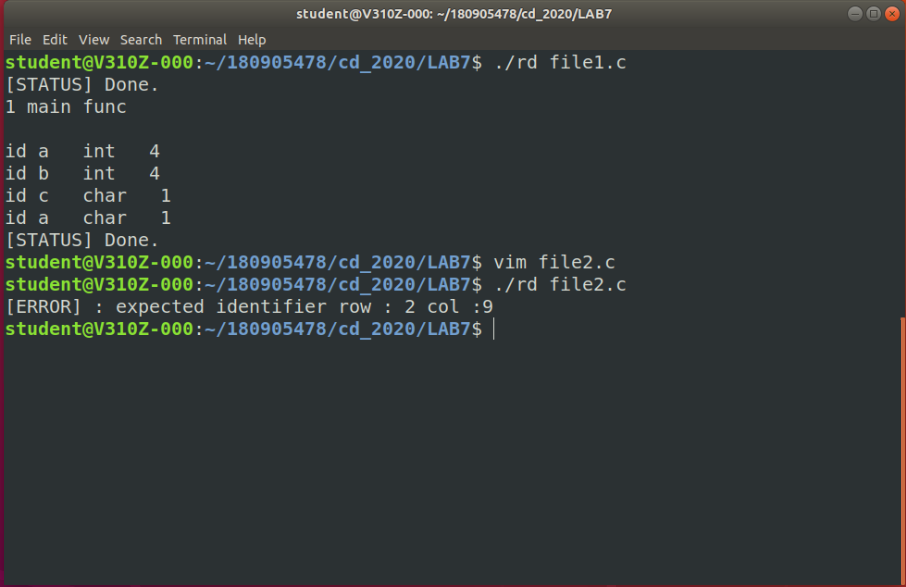 student@V310Z-000: ~/180905478/cd_2020/LAB7
File Edit View Search Terminal Help
student@V310Z-000:~/180905478/cd_2020/LAB7$ ./rd file1.c
[STATUS] Done.
1 main func
id a   int   4
id b   int   4
id c   char   1
id a   char   1
[STATUS] Done.
student@V310Z-000:~/180905478/cd_2020/LAB7$ vim file2.c
student@V310Z-000:~/180905478/cd_2020/LAB7$ ./rd file2.c
[ERROR] : expected identifier row : 2 col :9
student@V310Z-000:~/180905478/cd_2020/LAB7$